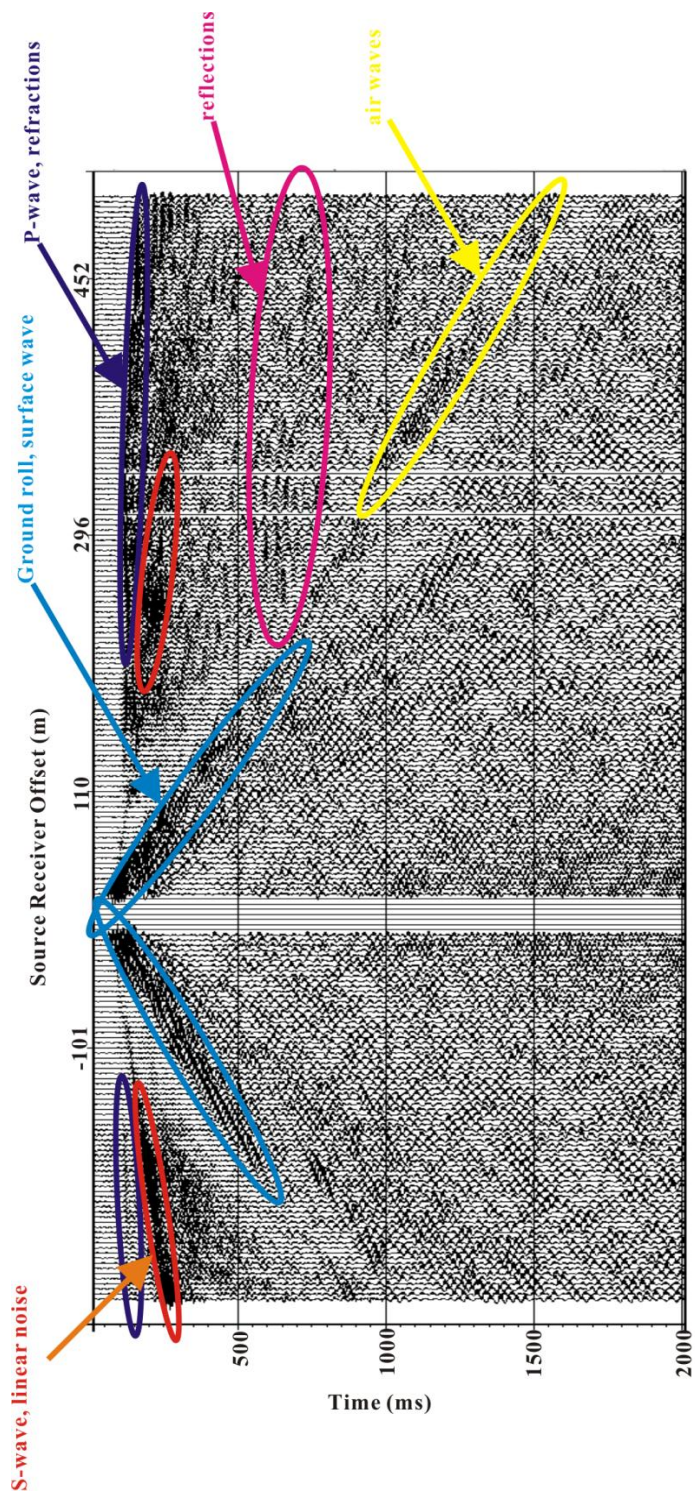 Source Receiver Offset (m)
-101
110
296
452
S-wave, linear noise
Ground roll, surface wave
P-wave, refractions
reflections
air waves
500
1000
1500
2000
Time (ms)